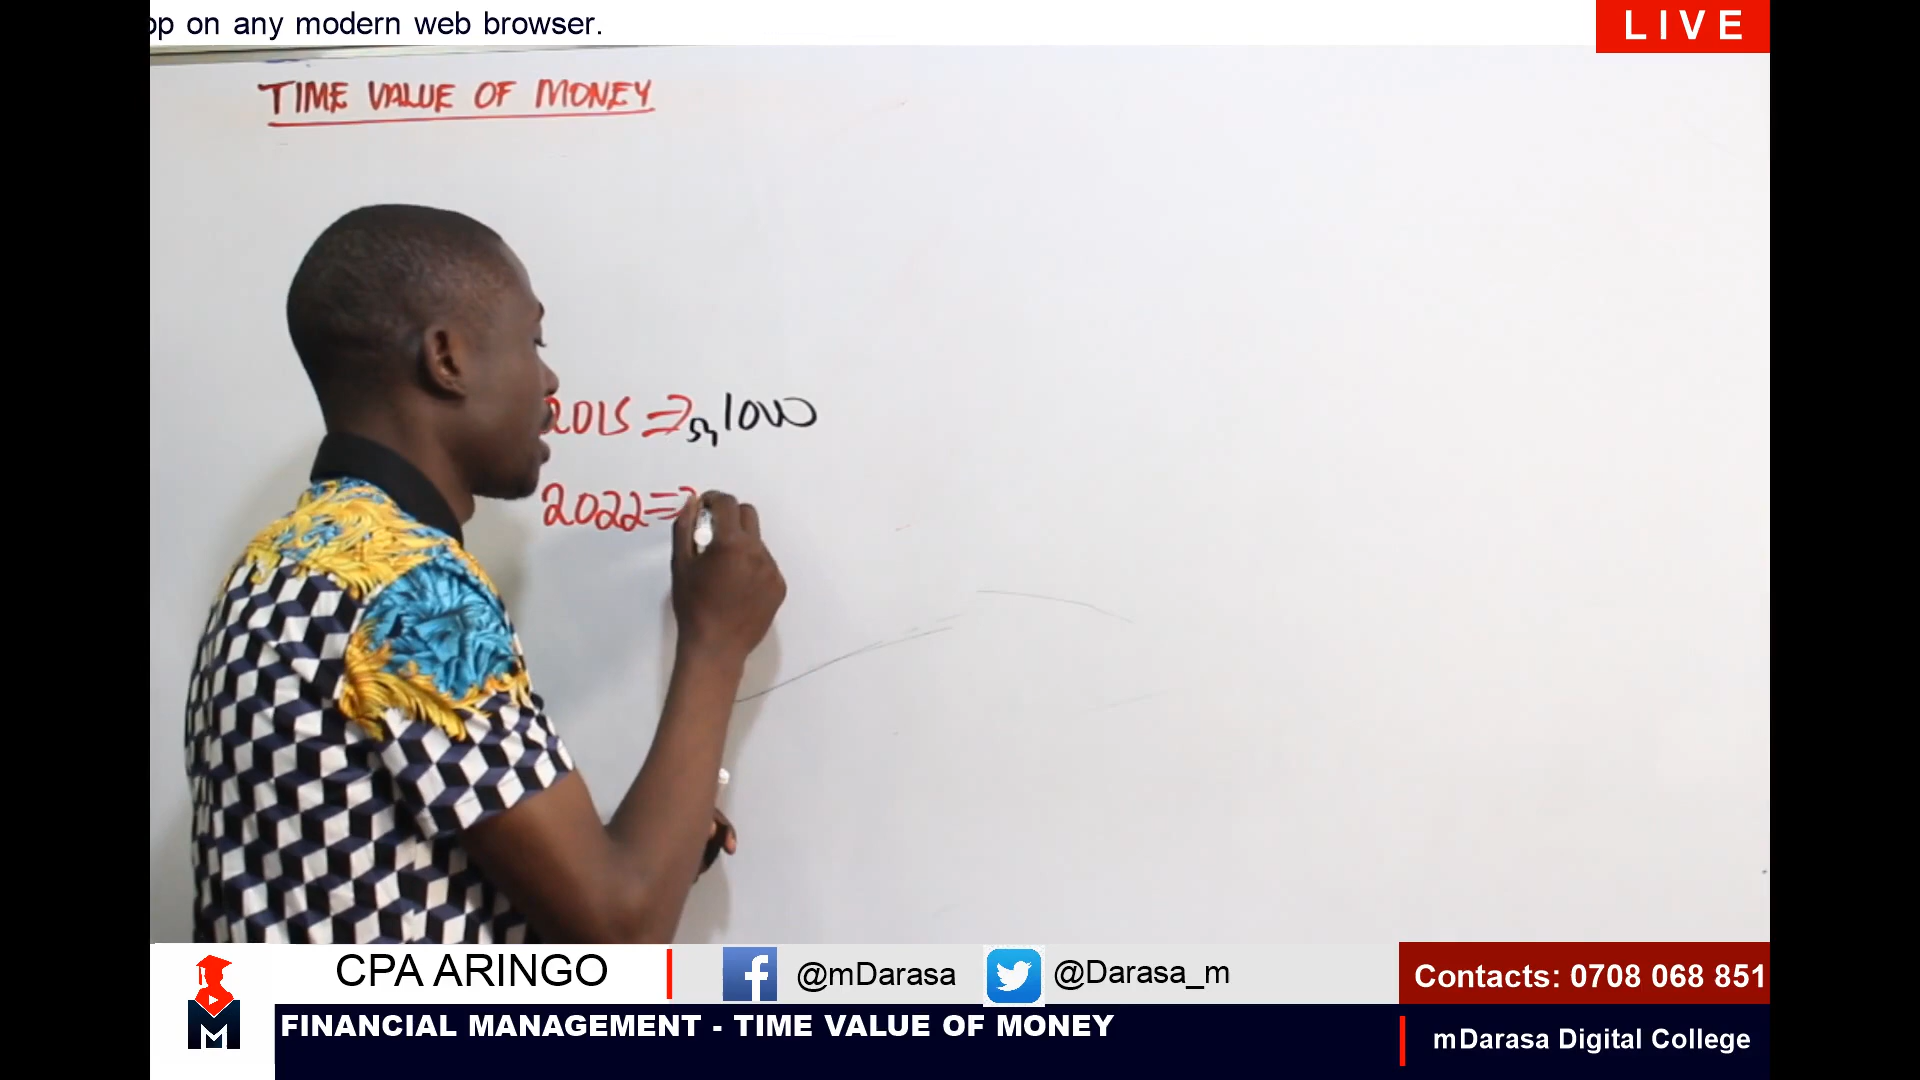 op on any modern web browser.
LIVE
TIME VALUE OF MONEY
2015 ⇒ sh 1000
2022 ⇒
CPA ARINGO
@mDarasa
@Darasa_m
Contacts: 0708 068 851
M
FINANCIAL MANAGEMENT - TIME VALUE OF MONEY
mDarasa Digital College